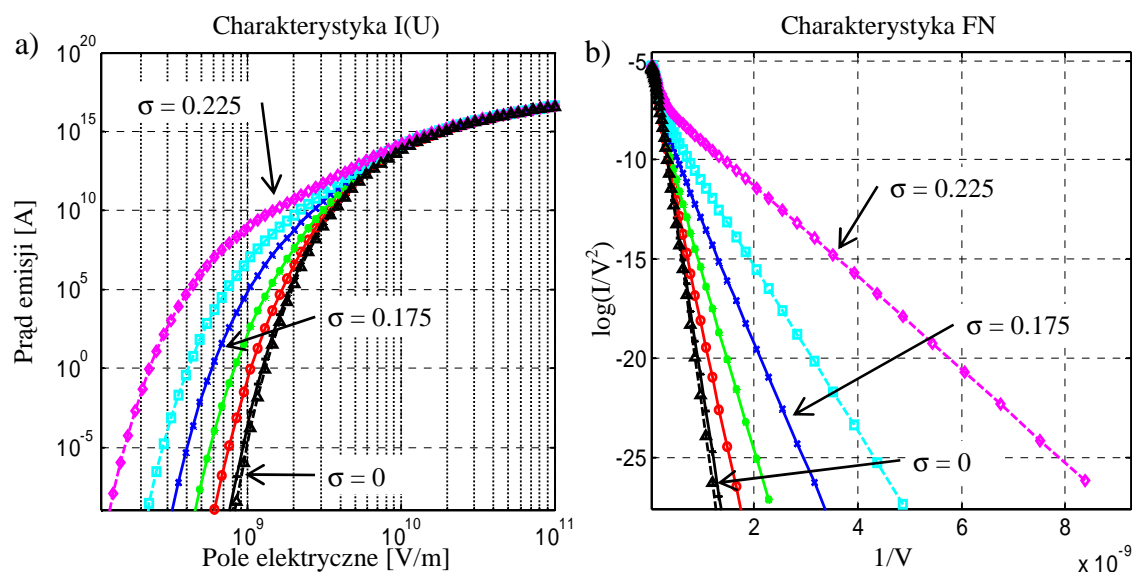 Charakterystyka I(U)
a)
10^20
10^15
10^10
10^5
10^0
10^-5
Prąd emisji [A]
σ = 0.225
σ = 0.175
σ = 0
10^9
10^10
10^11
Pole elektryczne [V/m]
Charakterystyka FN
b)
-5
-10
-15
-20
-25
log(I/V^2)
σ = 0.225
σ = 0.175
σ = 0
2
4
6
8
1/V
x 10^-9